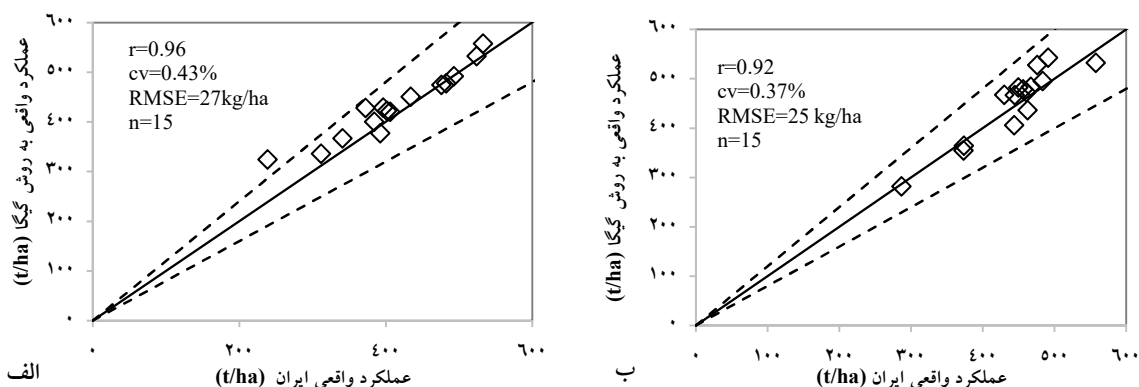 عملکرد واقعی به روش گیگا (t/ha)
۶۰۰
۵۰۰
۴۰۰
۳۰۰
۲۰۰
۱۰۰
۰
r=0.96
cv=0.43%
RMSE=27kg/ha
n=15
۰ ۲۰۰ ۴۰۰ ۶۰۰
عملکرد واقعی ایران (t/ha)
الف
عملکرد واقعی به روش گیگا (t/ha)
۶۰۰
۵۰۰
۴۰۰
۳۰۰
۲۰۰
۱۰۰
۰
r=0.92
cv=0.37%
RMSE=25 kg/ha
n=15
۰ ۱۰۰ ۲۰۰ ۳۰۰ ۴۰۰ ۵۰۰ ۶۰۰
عملکرد واقعی ایران (t/ha)
ب